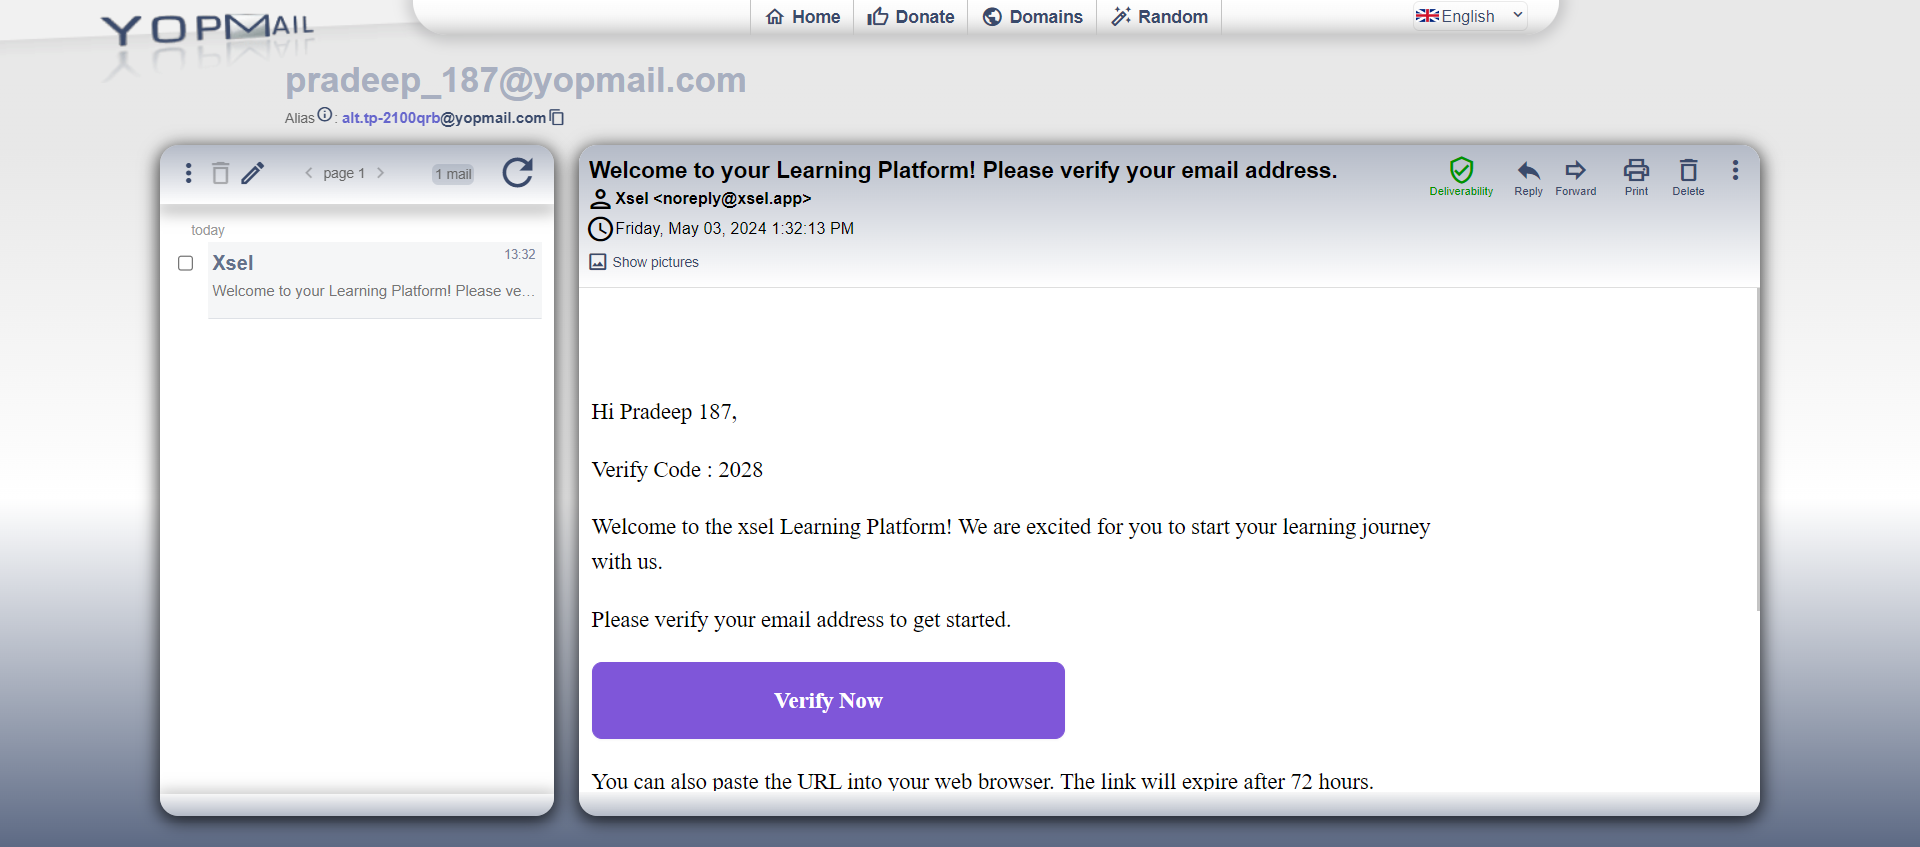 YOPMAIL
Home Donate Domains Random
English
pradeep_187@yopmail.com
Alias : alt.tp-2100qrb@yopmail.com
page 1
1 mail
today
Xsel
13:32
Welcome to your Learning Platform! Please ve...
Welcome to your Learning Platform! Please verify your email address.
Xsel <noreply@xsel.app>
Friday, May 03, 2024 1:32:13 PM
Show pictures
Deliverability Reply Forward Print Delete
Hi Pradeep 187,
Verify Code : 2028
Welcome to the xsel Learning Platform! We are excited for you to start your learning journey
with us.
Please verify your email address to get started.
Verify Now
You can also paste the URL into your web browser. The link will expire after 72 hours.